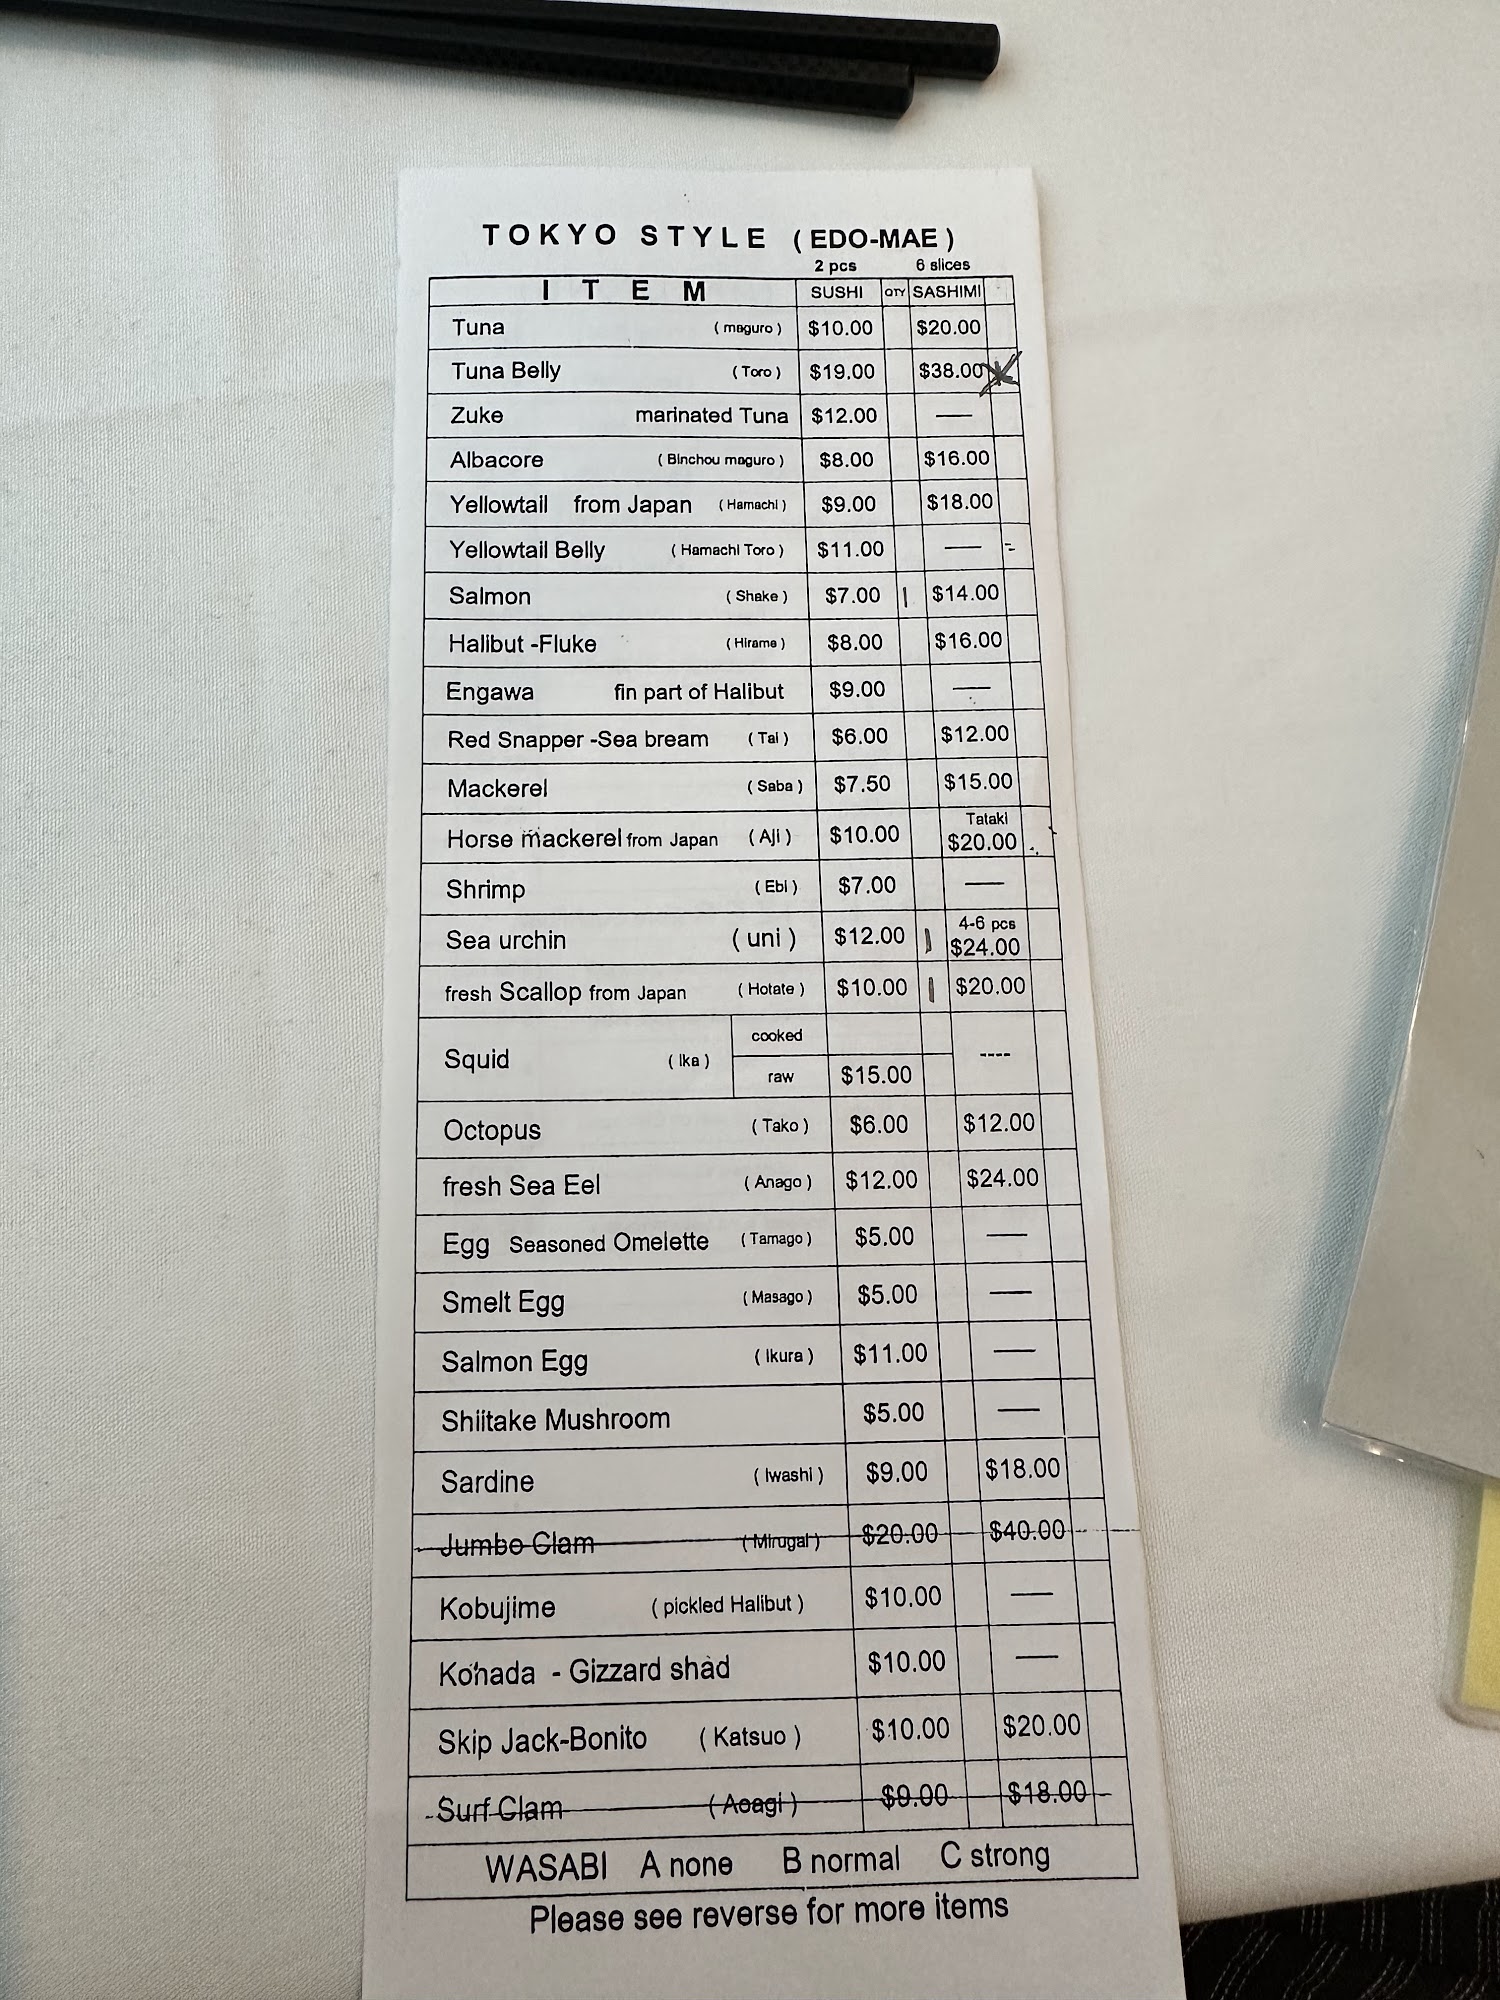 TOKYO STYLE (EDO-MAE)
2 pcs 6 slices
ITEM SUSHI QTY SASHIMI
Tuna (maguro) $10.00 $20.00
Tuna Belly (Toro) $19.00 $38.00
Zuke marinated Tuna $12.00 —
Albacore (Binchou maguro) $8.00 $16.00
Yellowtail from Japan (Hamachi) $9.00 $18.00
Yellowtail Belly (Hamachi Toro) $11.00 —
Salmon (Shake) $7.00 | $14.00
Halibut -Fluke (Hirame) $8.00 $16.00
Engawa fin part of Halibut $9.00 —
Red Snapper -Sea bream (Tai) $6.00 $12.00
Mackerel (Saba) $7.50 $15.00
Horse mackerel from Japan (Aji) $10.00 Tataki $20.00
Shrimp (Ebi) $7.00 —
Sea urchin (uni) $12.00 | 4-6 pcs $24.00
fresh Scallop from Japan (Hotate) $10.00 | $20.00
Squid (Ika) cooked ----
raw $15.00
Octopus (Tako) $6.00 $12.00
fresh Sea Eel (Anago) $12.00 $24.00
Egg Seasoned Omelette (Tamago) $5.00 —
Smelt Egg (Masago) $5.00 —
Salmon Egg (Ikura) $11.00 —
Shiitake Mushroom $5.00 —
Sardine (Iwashi) $9.00 $18.00
Jumbo Clam (Mirugai) $20.00 $40.00
Kobujime (pickled Halibut) $10.00 —
Kohada - Gizzard shad $10.00 —
Skip Jack-Bonito (Katsuo) $10.00 $20.00
Surf Clam (Aoagi) $9.00 $18.00
WASABI A none B normal C strong
Please see reverse for more items